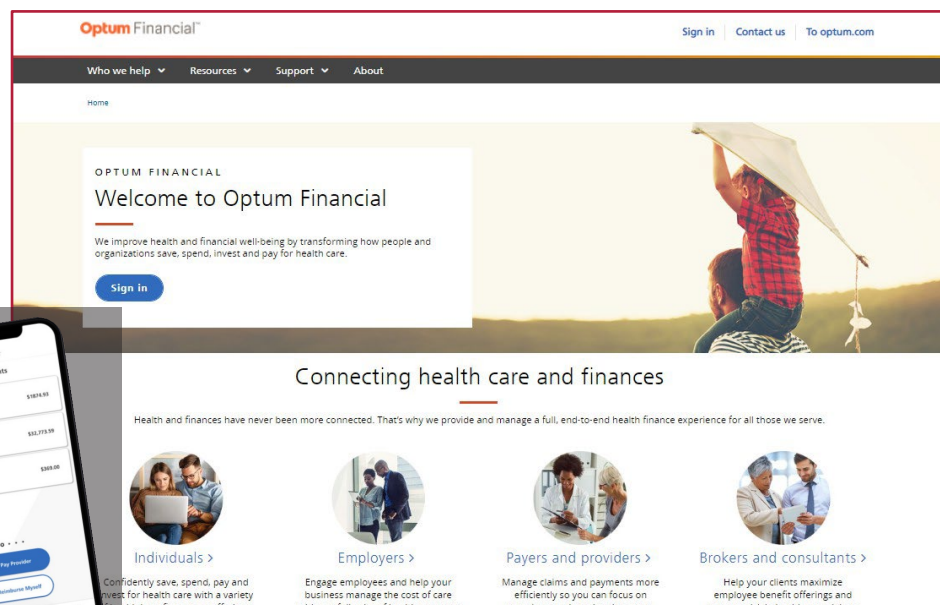 Optum Financial™
Sign in
Contact us
To optum.com
Who we help
Resources
Support
About
Home
OPTUM FINANCIAL
Welcome to Optum Financial
We improve health and financial well-being by transforming how people and
organizations save, spend, invest and pay for health care.
Sign in
$1874.93
$32,773.59
$369.00
Pay Provider
Reimburse Myself
Connecting health care and finances
Health and finances have never been more connected. That's why we provide and manage a full, end-to-end health finance experience for all those we serve.
Individuals >
Confidently save, spend, pay and
invest for health care with a variety
Employers >
Engage employees and help your
business manage the cost of care
Payers and providers >
Manage claims and payments more
efficiently so you can focus on
Brokers and consultants >
Help your clients maximize
employee benefit offerings and